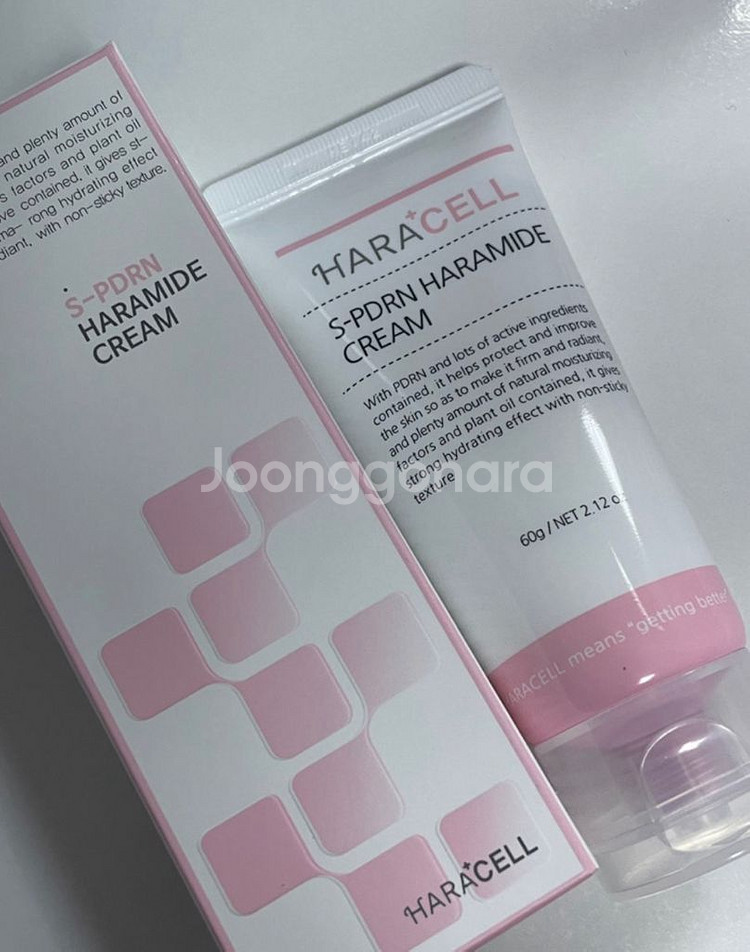 and plenty amount of
natural moisturizing
s factors and plant oil
ve contained, it gives st-
rong hydrating effect
diant, with non-sticky texture.
S-PDRN
HARAMIDE
CREAM
HARACELL
HARA+CELL
S-PDRN HARAMIDE
CREAM
With PDRN and lots of active ingredients
contained, it helps protect and improve
the skin so as to make it firm and radiant,
and plenty amount of natural moisturizing
factors and plant oil contained, it gives
strong hydrating effect with non-sticky
texture
60g / NET 2.12 o
HARACELL means "getting better"
Joonggonara